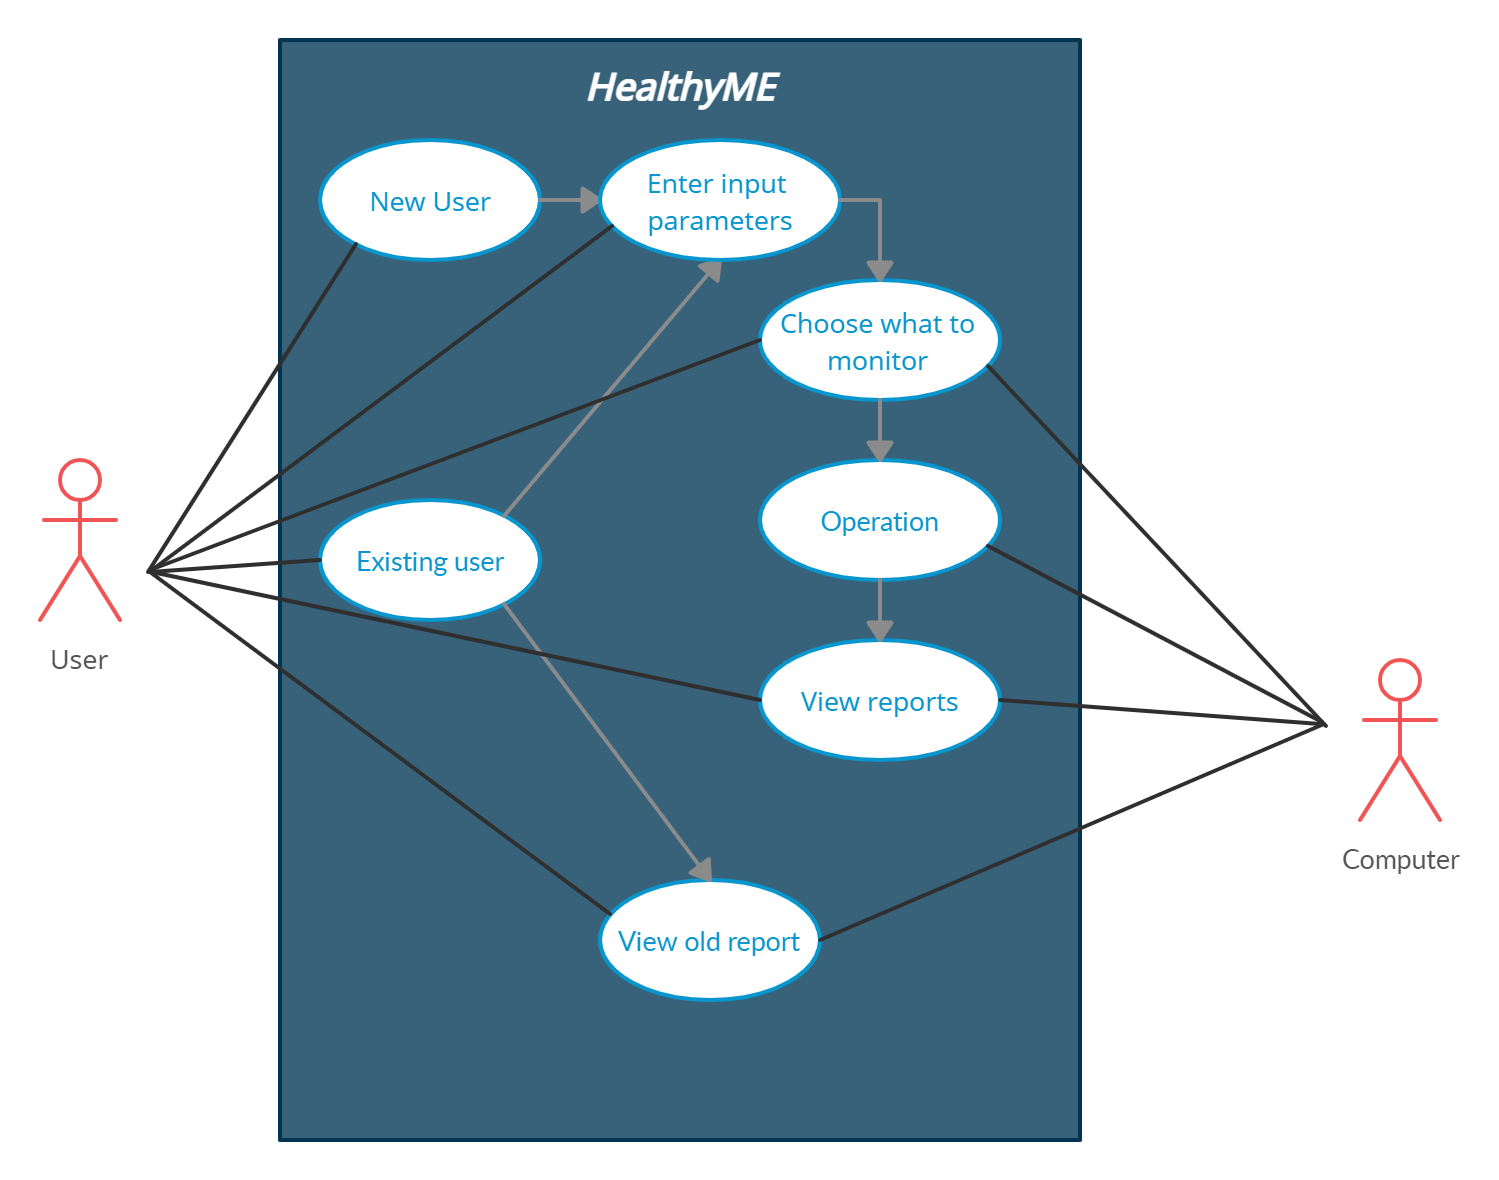 HealthyME
New User
Enter input
parameters
Choose what to
monitor
Operation
Existing user
User
View reports
Computer
View old report